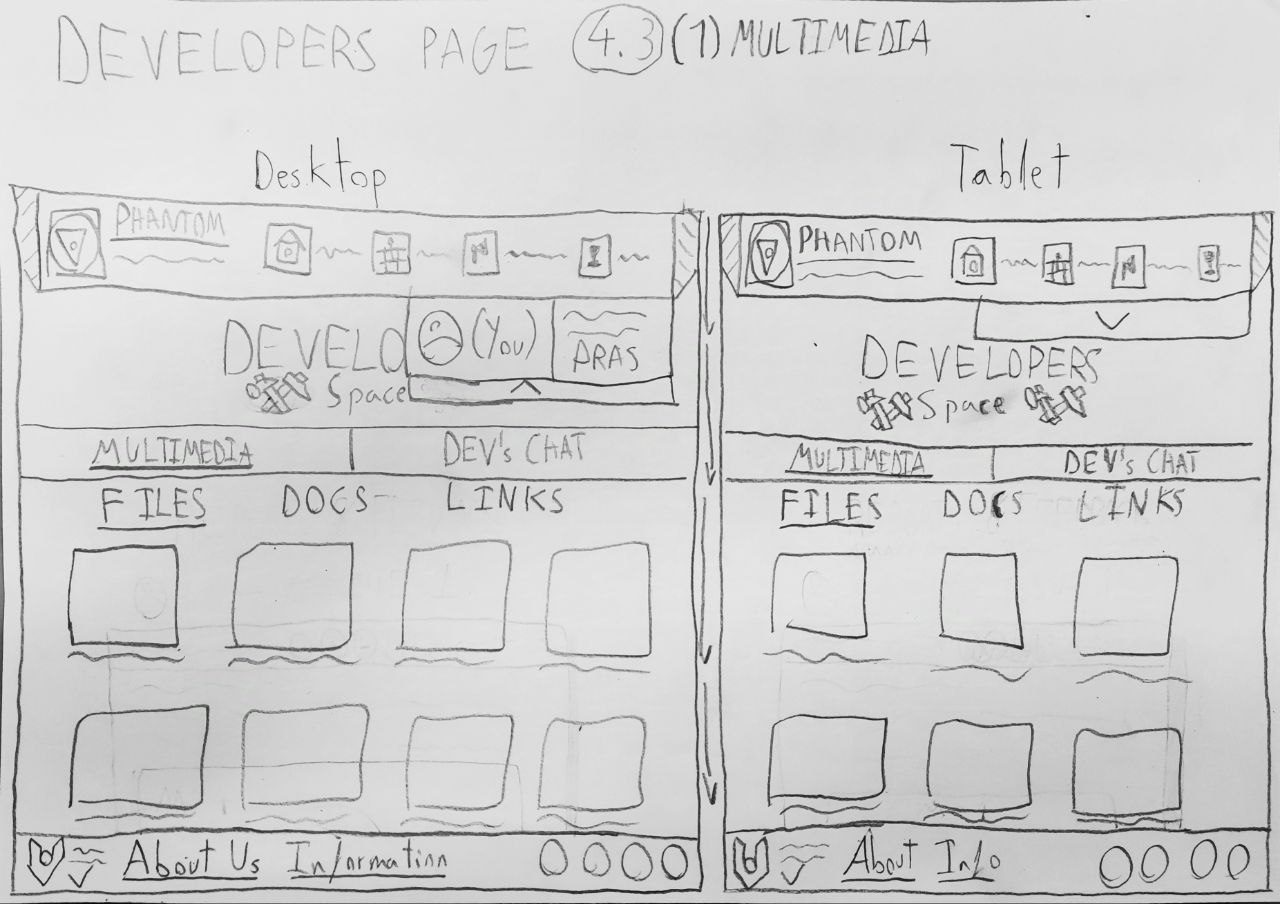 DEVELOPERS PAGE 4.3 (1) MULTIMEDIA
Desktop
PHANTOM
DEVELO
(You)
ARAS
Space
MULTIMEDIA DEV's CHAT
FILES DOCS LINKS
About Us Information
Tablet
PHANTOM
DEVELOPERS
Space
MULTIMEDIA DEV's CHAT
FILES DOCS LINKS
About Info